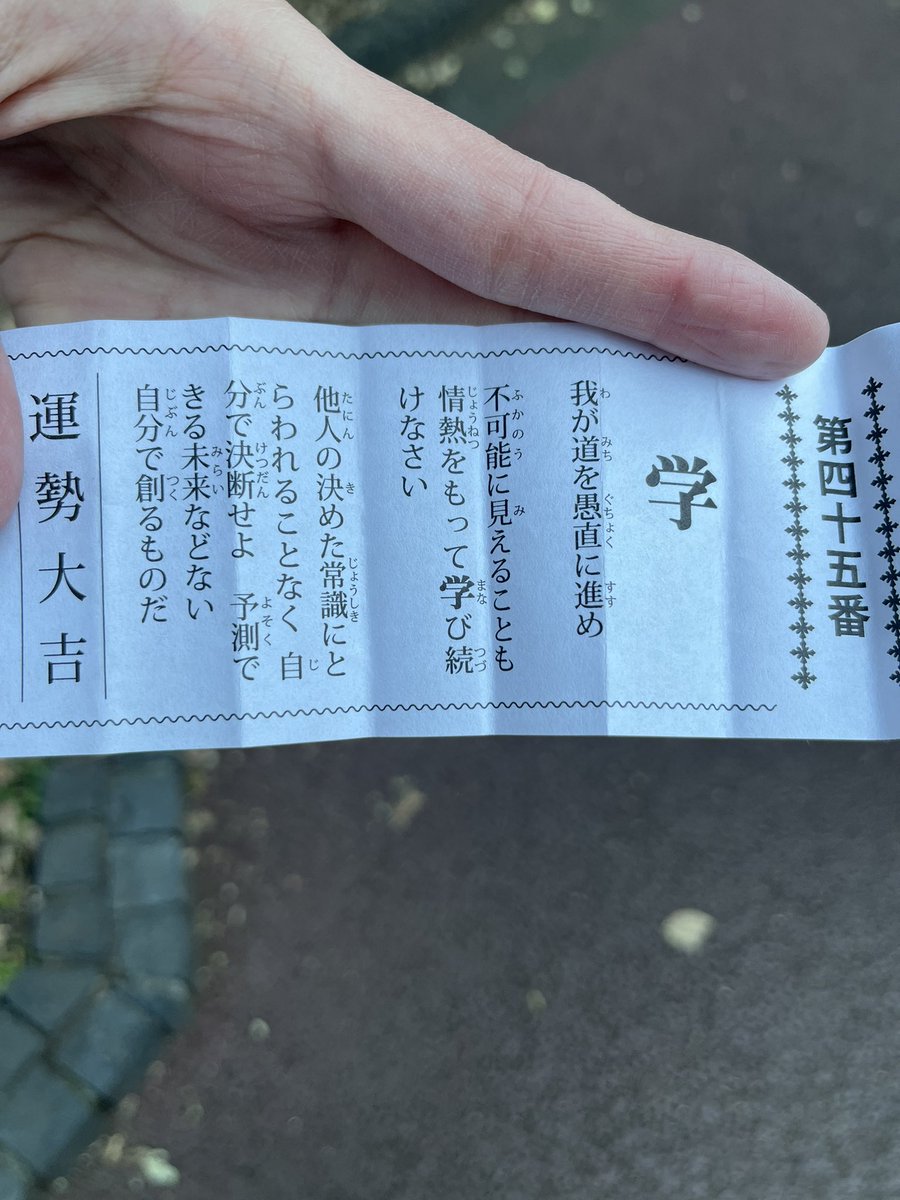 第四十五番
学
我が道を愚直に進め
不可能に見えることも
情熱をもって学び続
けなさい
他人の決めた常識にと
らわれることなく 自
分で決断せよ 予測で
きる未来などない
自分で創るものだ
運勢大吉